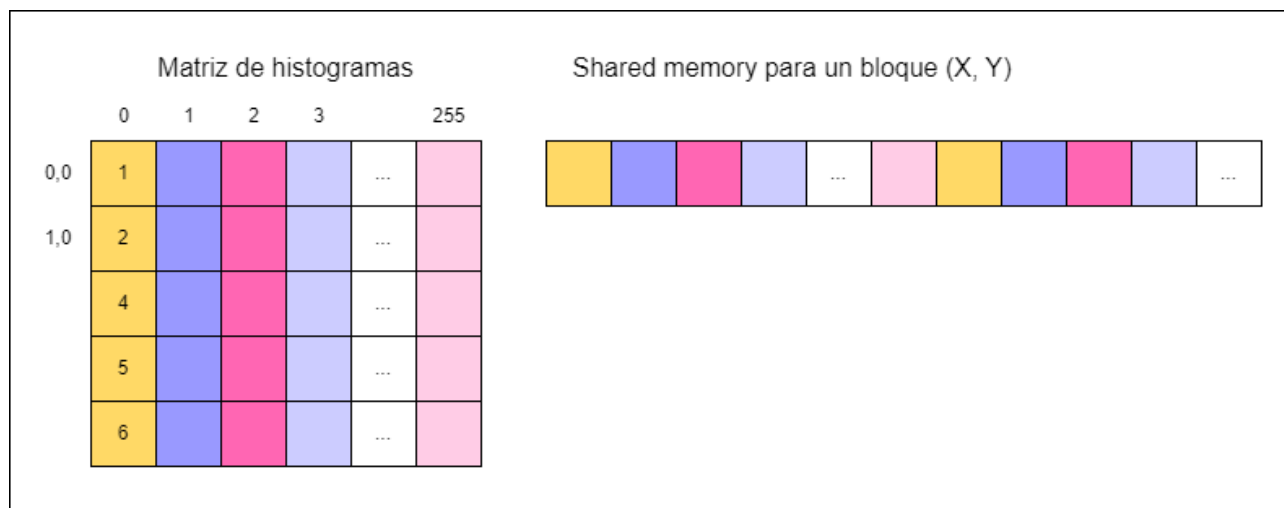 Matriz de histogramas
Shared memory para un bloque (X, Y)
0 1 2 3 255
0,0 1 ...
...
1,0 2 ...
4 ...
5 ...
6 ...